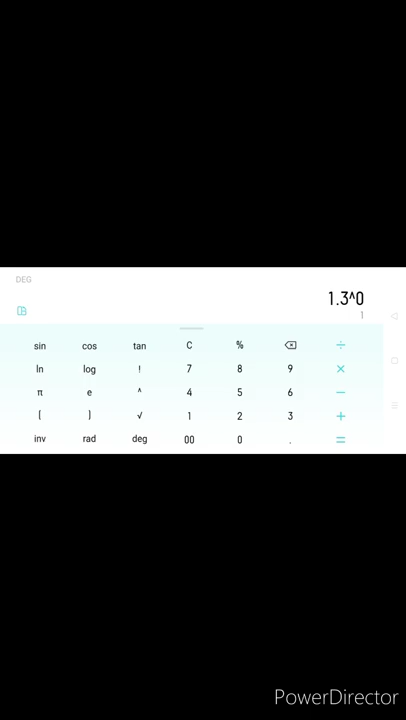 DEG
1.3^0
1
sin cos tan C % ÷
ln log ! 7 8 9 ×
π e ^ 4 5 6 −
( ) √ 1 2 3 +
inv rad deg 00 0 . =
PowerDirector